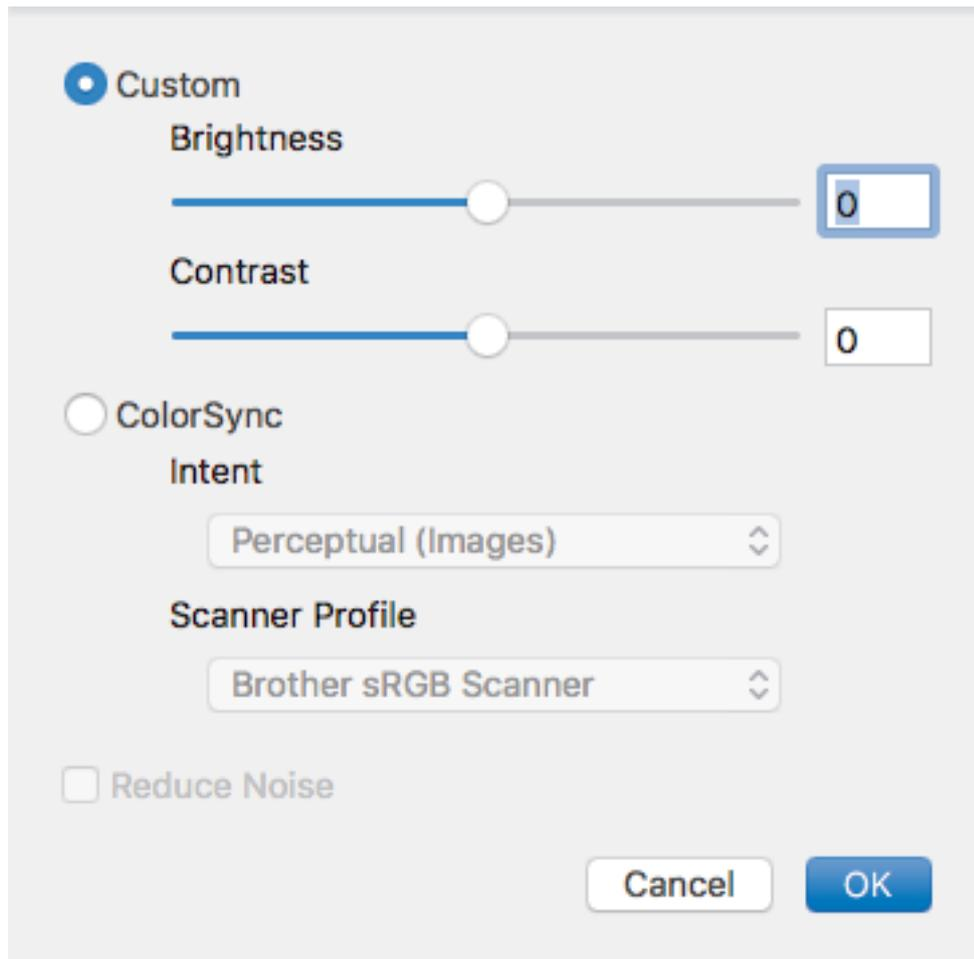 Custom
Brightness
0
Contrast
0
ColorSync
Intent
Perceptual (Images)
Scanner Profile
Brother sRGB Scanner
Reduce Noise
Cancel OK